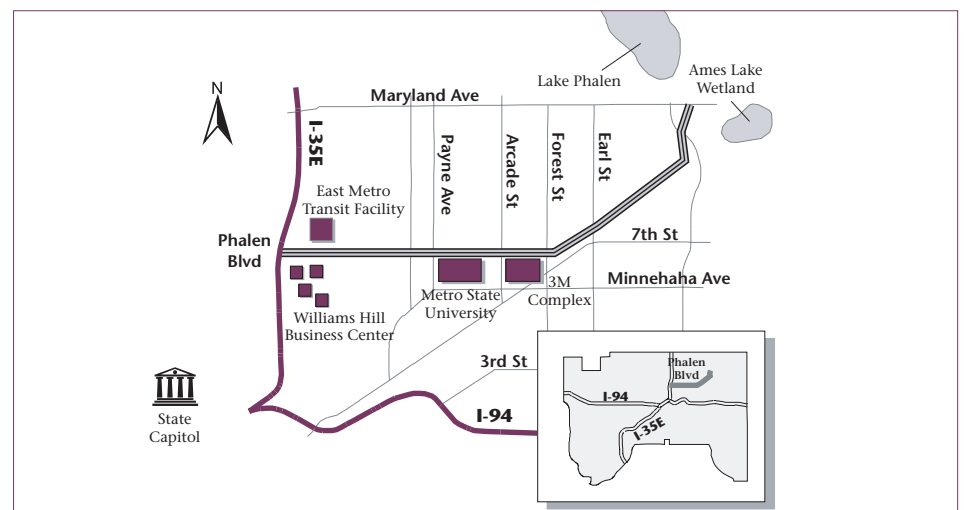 Lake Phalen
Ames Lake
Wetland
N
Maryland Ave
I-35E
Payne Ave
Arcade St
Forest St
Earl St
East Metro
Transit Facility
Phalen
Blvd
7th St
Minnehaha Ave
3M
Complex
Metro State
University
Williams Hill
Business Center
3rd St
I-94
State
Capitol
Phalen
Blvd
I-94
I-35E